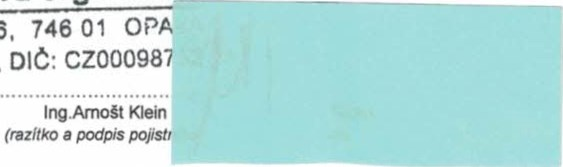 6, 746 01 OPA
, DIČ: CZ000987
Ing.Arnošt Klein
(razítko a podpis pojistr